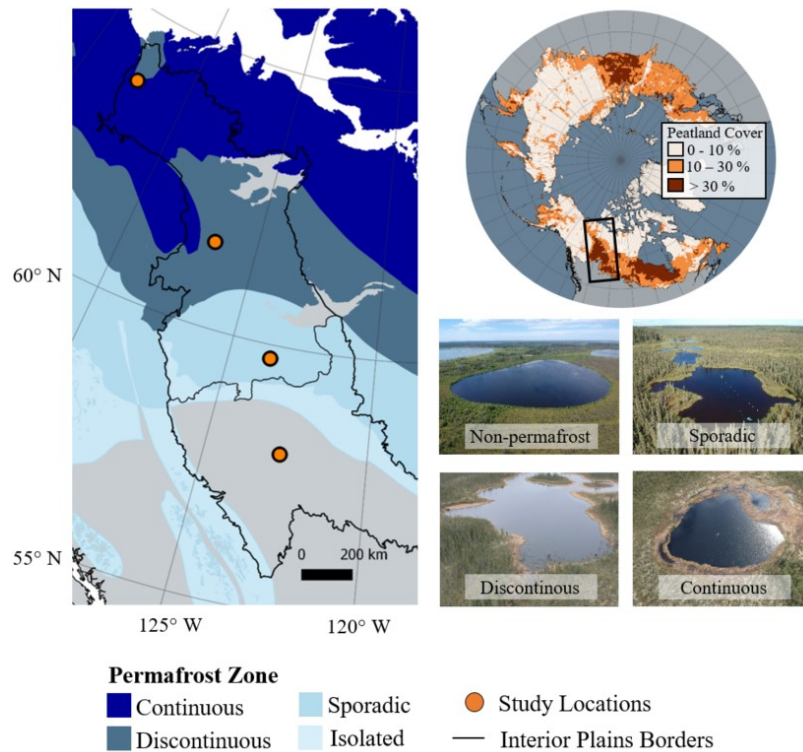 60° N
55° N
125° W
120° W
0
200 km
Peatland Cover
0 - 10 %
10 – 30 %
> 30 %
Non-permafrost
Sporadic
Discontinous
Continuous
Permafrost Zone
Continuous
Discontinuous
Sporadic
Isolated
Study Locations
Interior Plains Borders